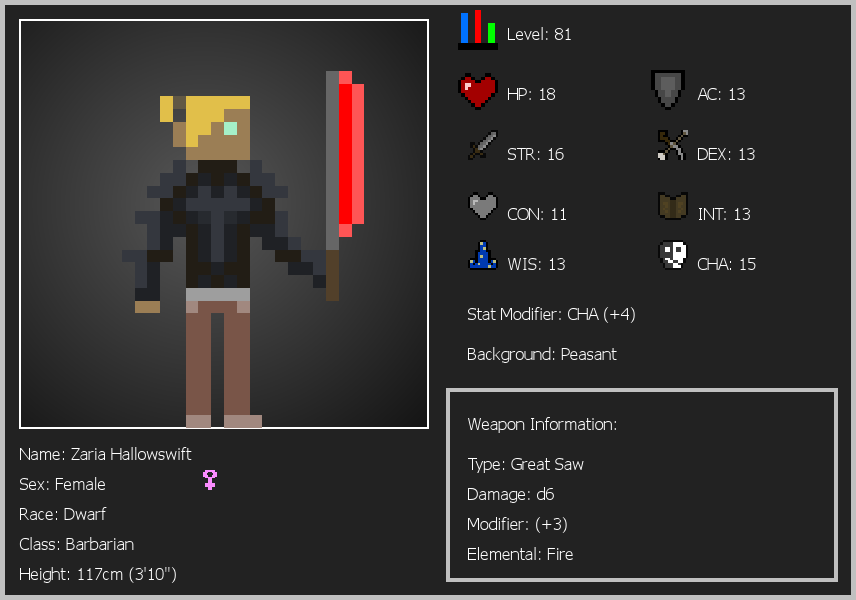 Level: 81
HP: 18
AC: 13
STR: 16
DEX: 13
CON: 11
INT: 13
WIS: 13
CHA: 15
Stat Modifier: CHA (+4)
Background: Peasant
Weapon Information:
Type: Great Saw
Damage: d6
Modifier: (+3)
Elemental: Fire
Name: Zaria Hallowswift
Sex: Female
Race: Dwarf
Class: Barbarian
Height: 117cm (3'10")